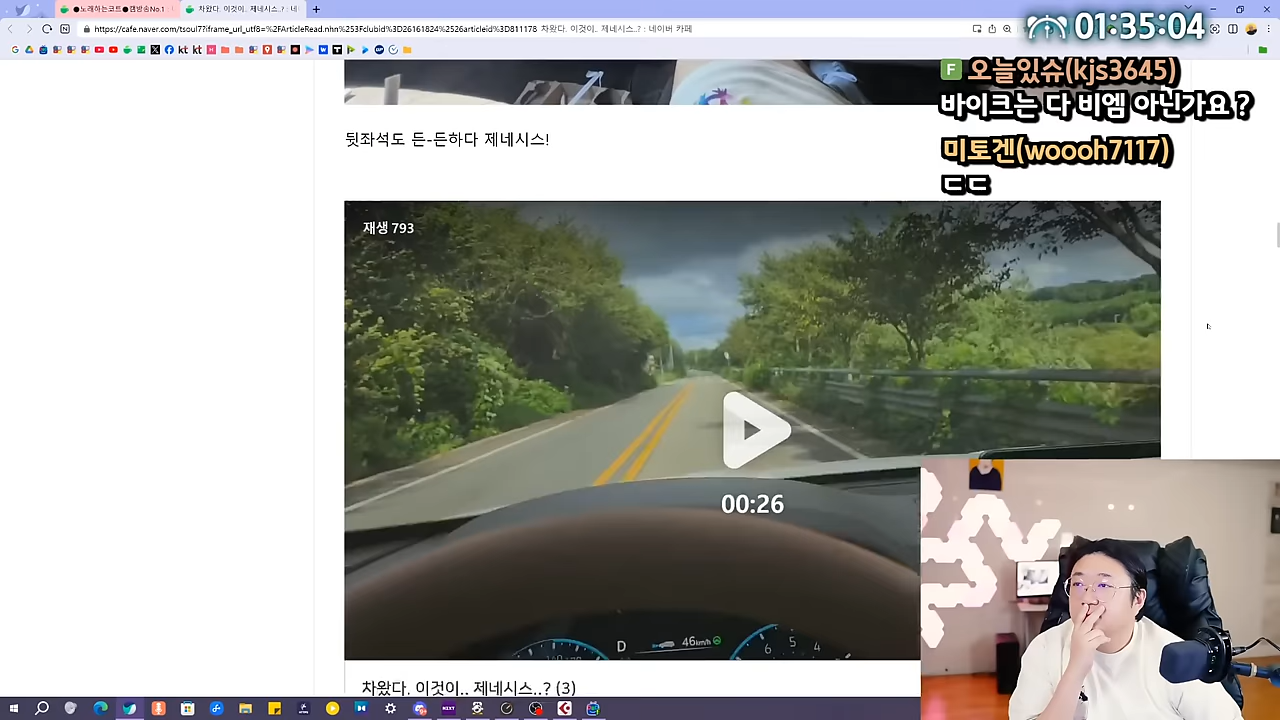 ●노래하는코트●캠방송No.1
차왔다. 이것이.. 제네시스..? : 네
https://cafe.naver.com/tsoul7?iframe_url_utf8=%2FArticleRead.nhn%253Fclubid%3D26161824%2526articleid%3D811178 차왔다. 이것이.. 제네시스..? : 네이버 카페
01:35:04
F 오늘있슈(kjs3645)
바이크는 다 비엠 아닌가요?
미토겐(woooh7117)
ㄷㄷ
뒷좌석도 든-든하다 제네시스!
재생 793
00:26
D 46km/h
6 5 4
차왔다. 이것이.. 제네시스..? (3)